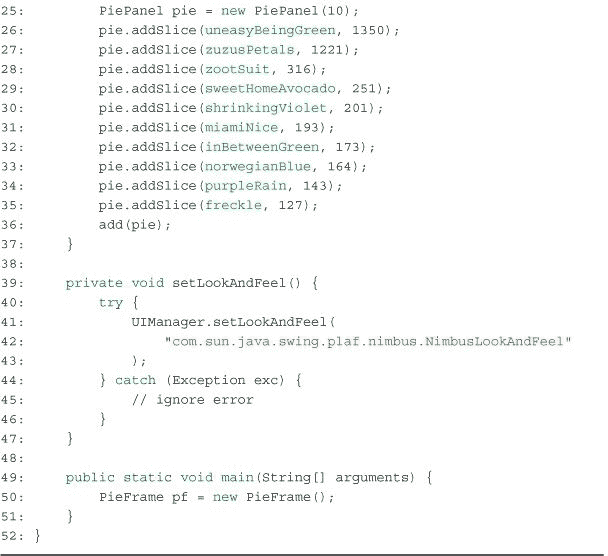 25:         PiePanel pie = new PiePanel(10);
26:         pie.addSlice(uneasyBeingGreen, 1350);
27:         pie.addSlice(zuzusPetals, 1221);
28:         pie.addSlice(zootSuit, 316);
29:         pie.addSlice(sweetHomeAvocado, 251);
30:         pie.addSlice(shrinkingViolet, 201);
31:         pie.addSlice(miamiNice, 193);
32:         pie.addSlice(inBetweenGreen, 173);
33:         pie.addSlice(norwegianBlue, 164);
34:         pie.addSlice(purpleRain, 143);
35:         pie.addSlice(freckle, 127);
36:         add(pie);
37:     }
38:
39:     private void setLookAndFeel() {
40:         try {
41:             UIManager.setLookAndFeel(
42:                 "com.sun.java.swing.plaf.nimbus.NimbusLookAndFeel"
43:             );
44:         } catch (Exception exc) {
45:             // ignore error
46:         }
47:     }
48:
49:     public static void main(String[] arguments) {
50:         PieFrame pf = new PieFrame();
51:     }
52: }